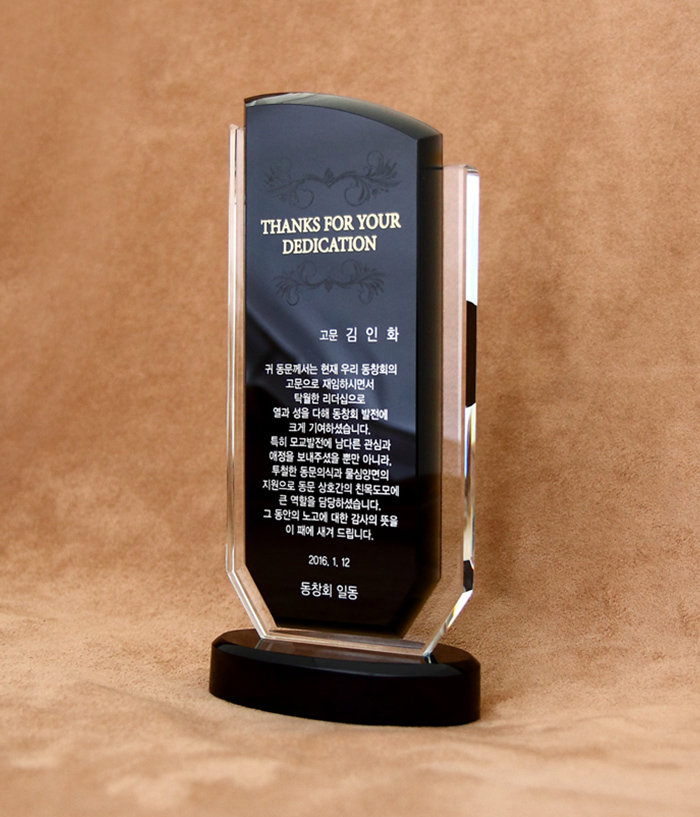 THANKS FOR YOUR
DEDICATION
고문 김 인 화
귀 동문께서는 현재 우리 동창회의
고문으로 재임하시면서
탁월한 리더십으로
열과 성을 다해 동창회 발전에
크게 기여하셨습니다.
특히 모교발전에 남다른 관심과
애정을 보내주셨을 뿐만 아니라,
투철한 동문의식과 물심양면의
지원으로 동문 상호간의 친목도모에
큰 역할을 담당하셨습니다.
그 동안의 노고에 대한 감사의 뜻을
이 패에 새겨 드립니다.
2016. 1. 12
동창회 일동